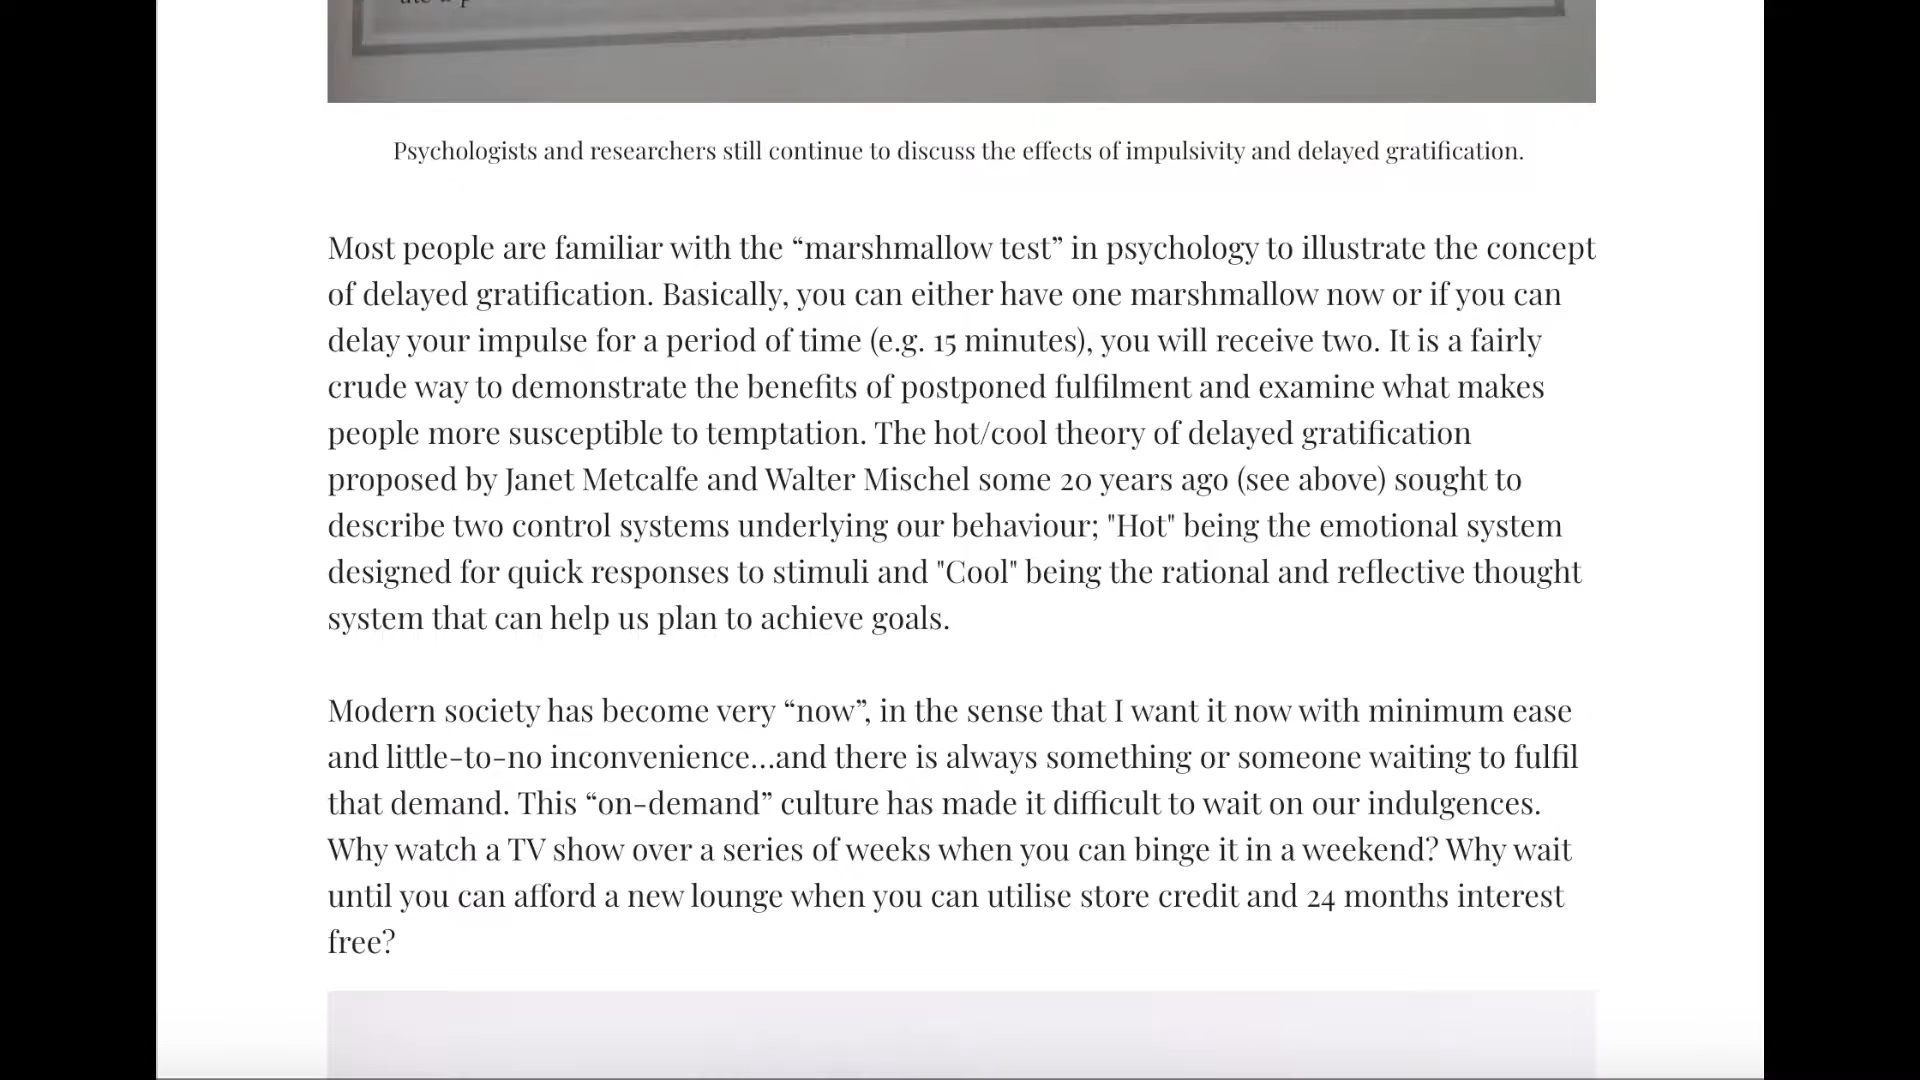 Psychologists and researchers still continue to discuss the effects of impulsivity and delayed gratification.
Most people are familiar with the “marshmallow test” in psychology to illustrate the concept
of delayed gratification. Basically, you can either have one marshmallow now or if you can
delay your impulse for a period of time (e.g. 15 minutes), you will receive two. It is a fairly
crude way to demonstrate the benefits of postponed fulfilment and examine what makes
people more susceptible to temptation. The hot/cool theory of delayed gratification
proposed by Janet Metcalfe and Walter Mischel some 20 years ago (see above) sought to
describe two control systems underlying our behaviour; "Hot" being the emotional system
designed for quick responses to stimuli and "Cool" being the rational and reflective thought
system that can help us plan to achieve goals.
Modern society has become very “now”, in the sense that I want it now with minimum ease
and little-to-no inconvenience...and there is always something or someone waiting to fulfil
that demand. This “on-demand” culture has made it difficult to wait on our indulgences.
Why watch a TV show over a series of weeks when you can binge it in a weekend? Why wait
until you can afford a new lounge when you can utilise store credit and 24 months interest
free?